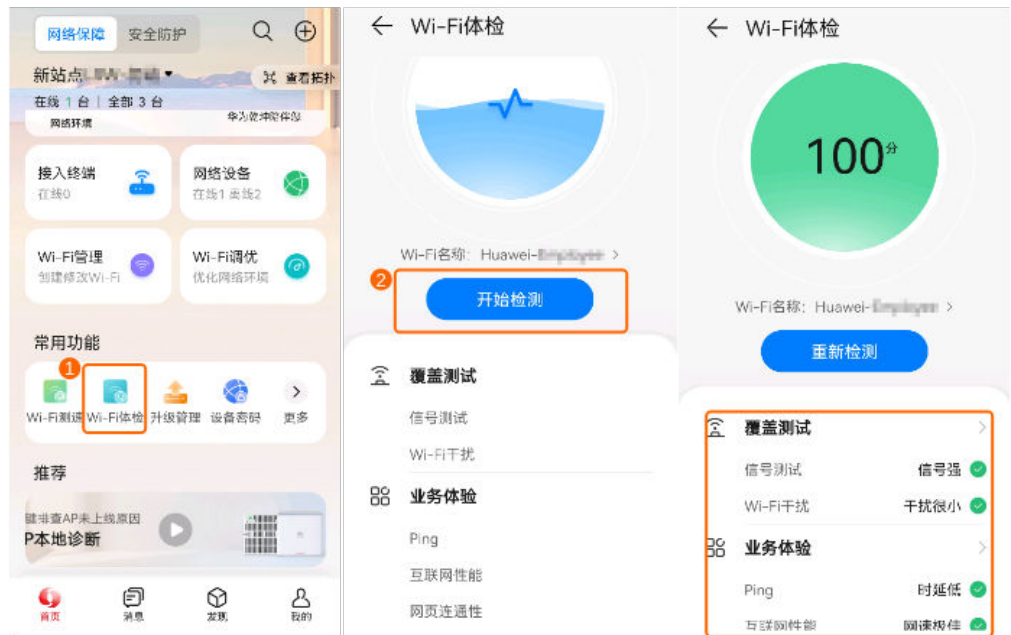 网络保障 安全防护
新站点
查看拓扑
在线 1 台 | 全部 3 台
网络环境
华为乾坤陪伴您
接入终端
在线0
网络设备
在线1 离线2
Wi-Fi管理
创建修改Wi-Fi
Wi-Fi调优
优化网络环境
常用功能
1
Wi-Fi测速 Wi-Fi体检 升级管理 设备密码 更多
推荐
键排查AP未上线原因
P本地诊断
首页 消息 发现 我的
Wi-Fi体检
Wi-Fi名称: Huawei-
2
开始检测
覆盖测试
信号测试
Wi-Fi干扰
业务体验
Ping
互联网性能
网页连通性
Wi-Fi体检
100分
Wi-Fi名称: Huawei-
重新检测
覆盖测试
信号测试 信号强
Wi-Fi干扰 干扰很小
业务体验
Ping 时延低
互联网性能 网速极佳